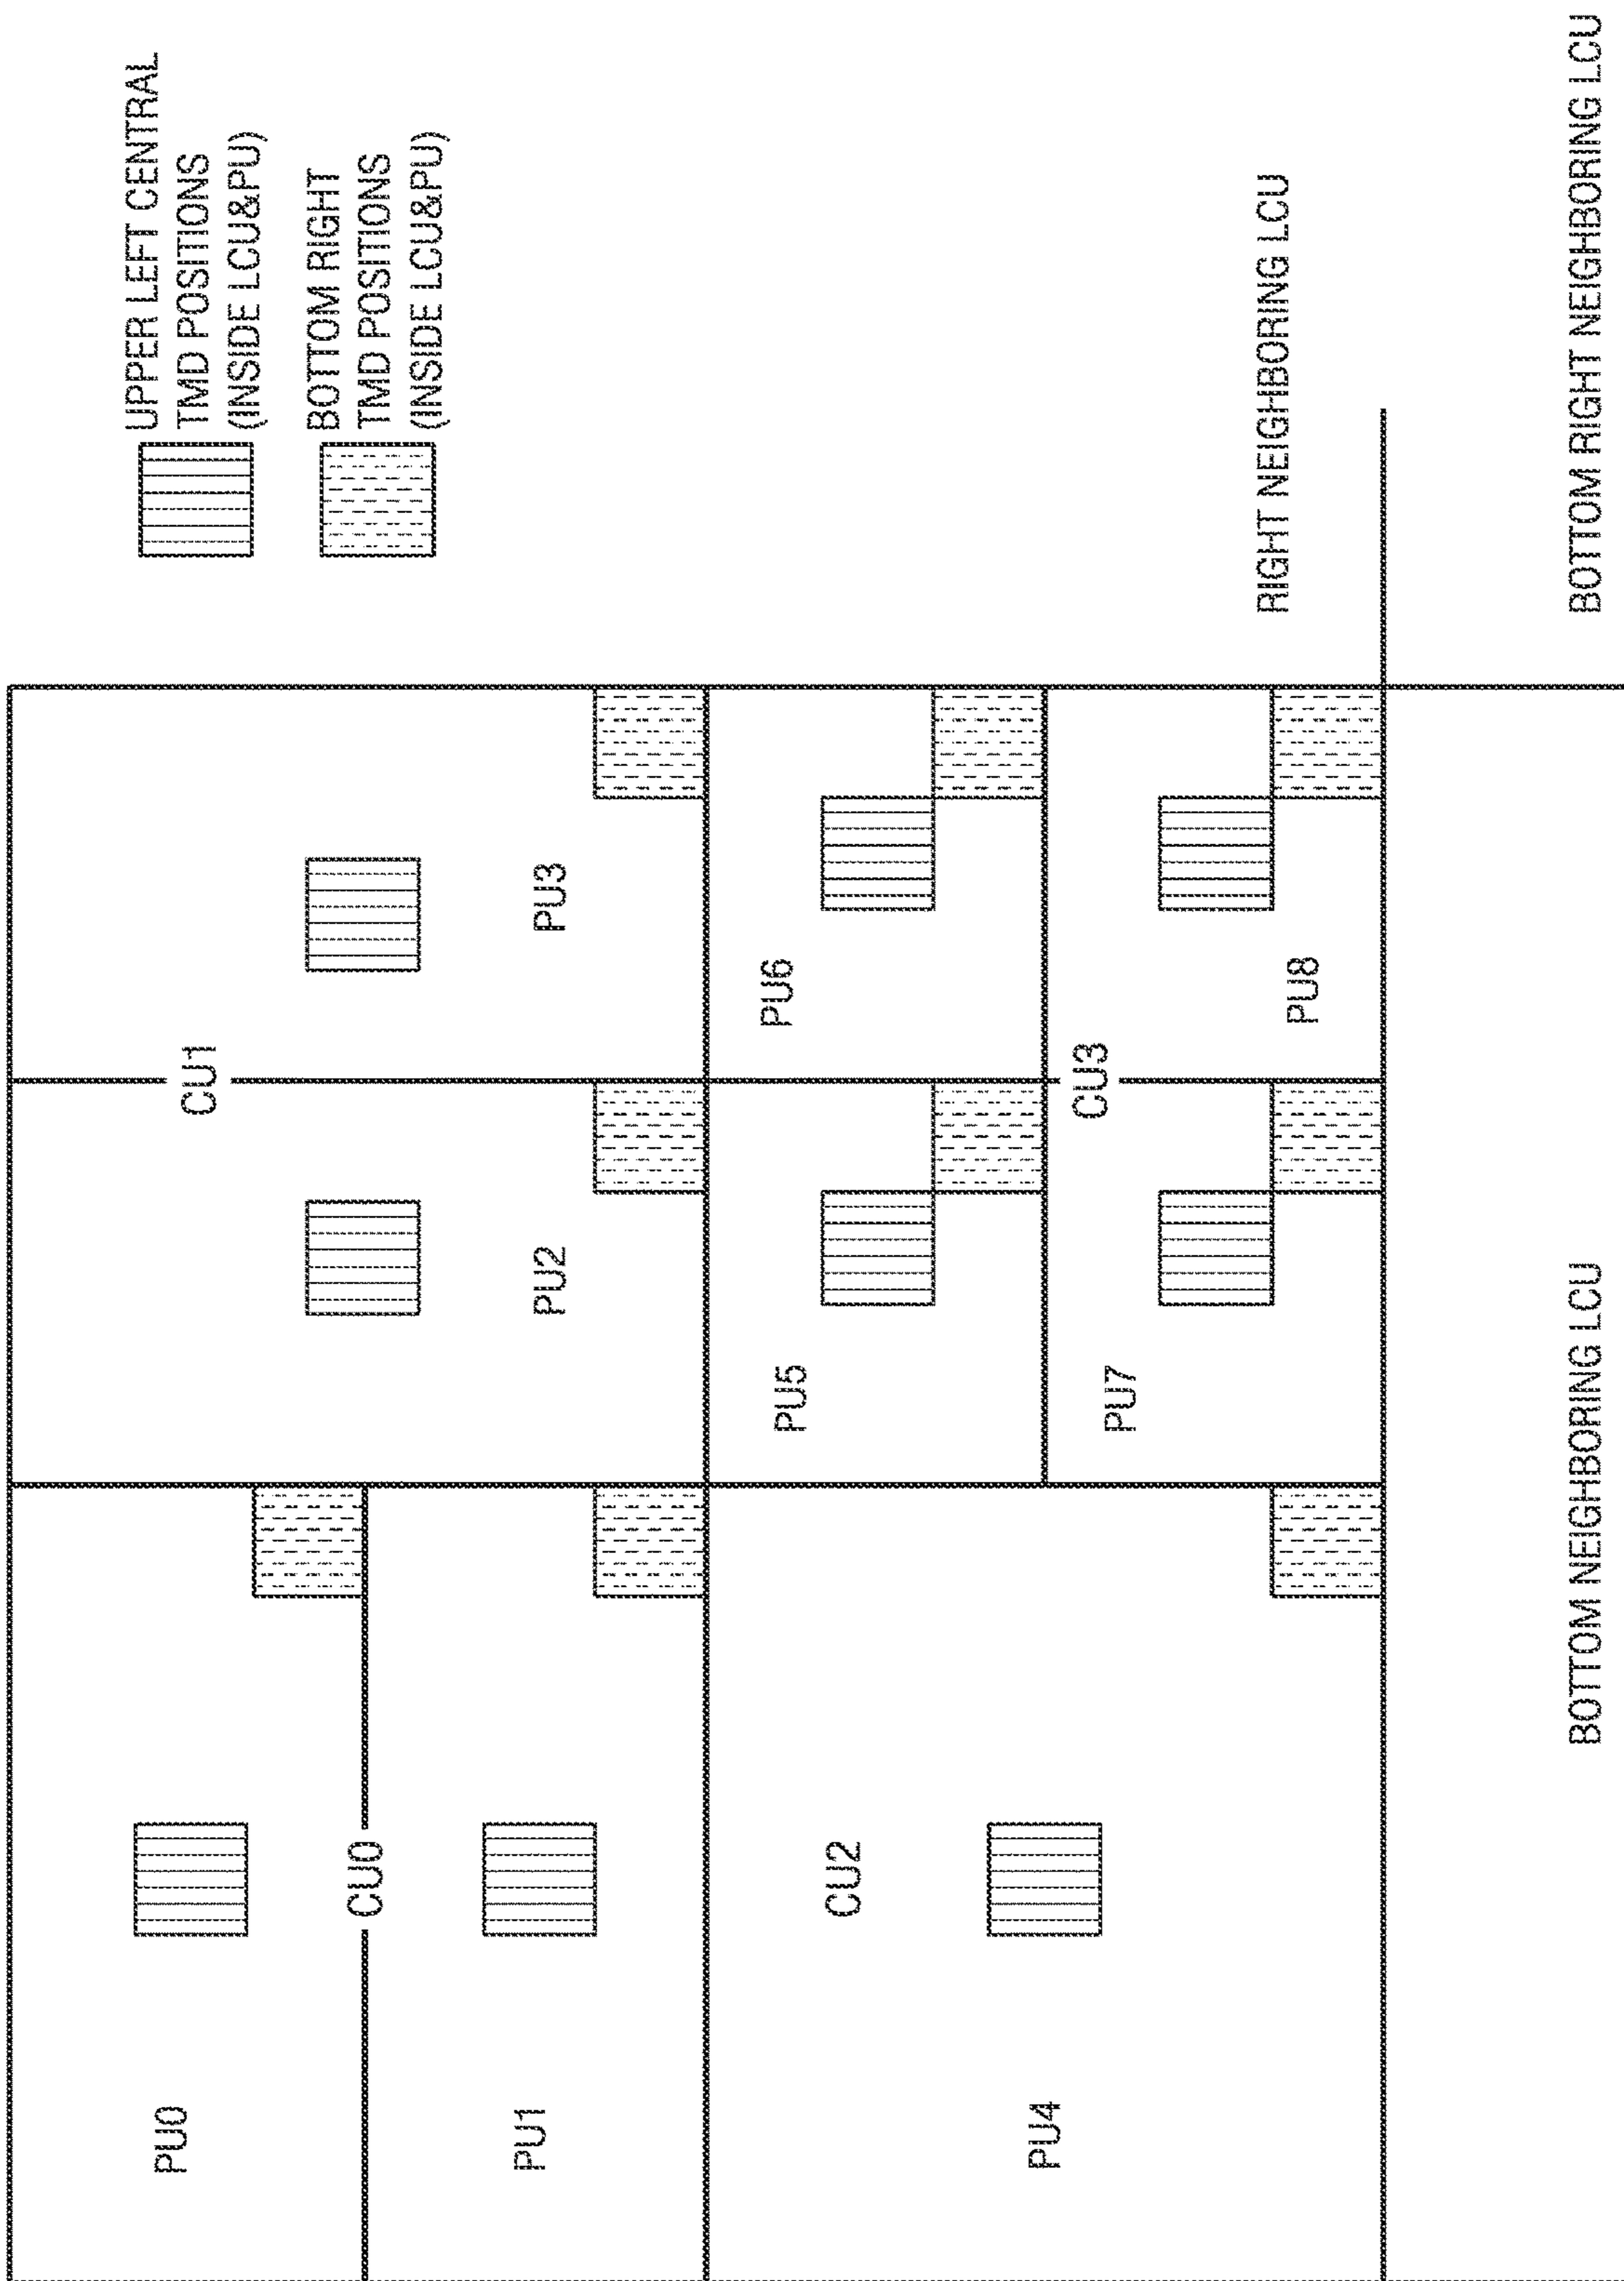 UPPER LEFT CENTRAL
TMD POSITIONS
(INSIDE LCU&PU)
BOTTOM RIGHT
TMD POSITIONS
(INSIDE LCU&PU)
PU0
CU0
PU1
CU1
PU2
PU3
CU2
PU4
PU5
PU6
CU3
PU7
PU8
RIGHT NEIGHBORING LCU
BOTTOM NEIGHBORING LCU
BOTTOM RIGHT NEIGHBORING LCU